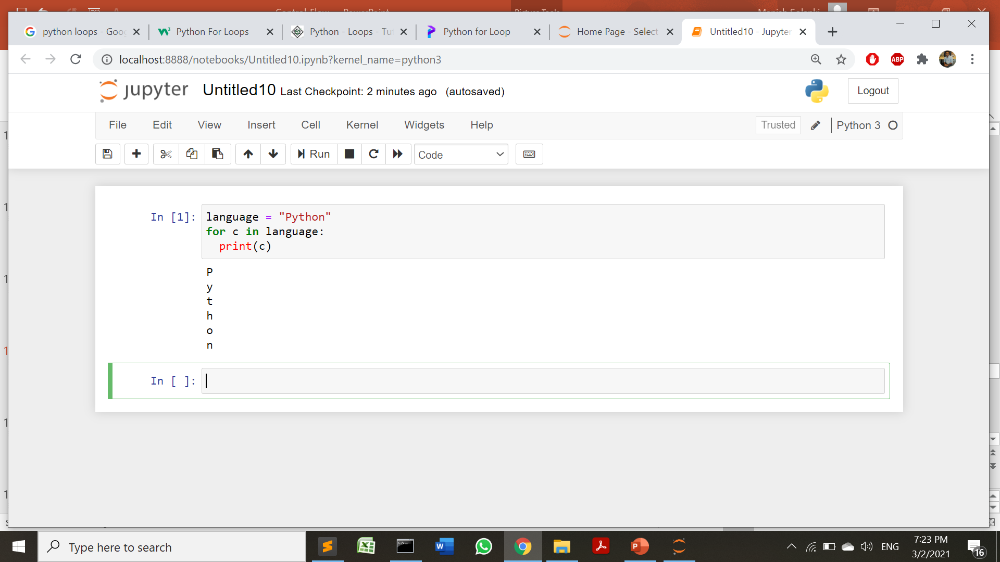 python loops - Goo
Python For Loops
Python - Loops - Tu
Python for Loop
Home Page - Select
Untitled10 - Jupyter
localhost:8888/notebooks/Untitled10.ipynb?kernel_name=python3
ABP
jupyter Untitled10 Last Checkpoint: 2 minutes ago (autosaved)
Logout
File Edit View Insert Cell Kernel Widgets Help
Trusted Python 3
Run
Code
In [1]: language = "Python"
for c in language:
print(c)
P
y
t
h
o
n
In [ ]:
Type here to search
ENG
7:23 PM
3/2/2021
16